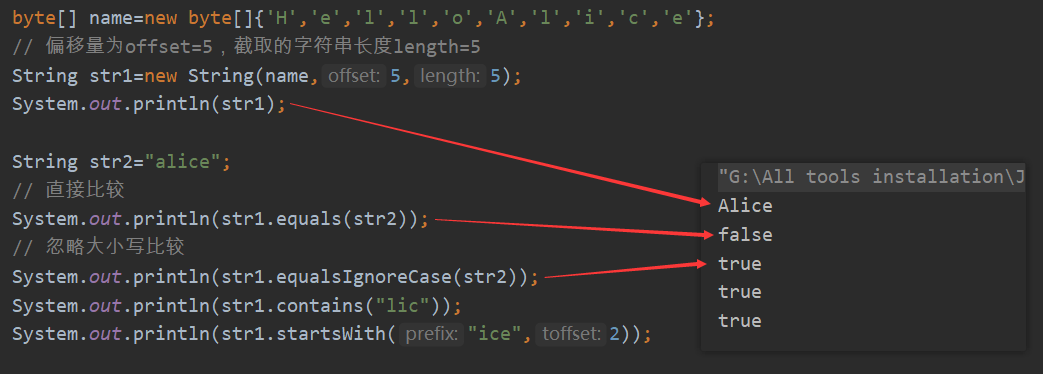 byte[] name=new byte[]{'H','e','l','l','o','A','l','i','c','e'};
// 偏移量为offset=5，截取的字符串长度length=5
String str1=new String(name, offset: 5, length: 5);
System.out.println(str1);
String str2="alice";
// 直接比较
System.out.println(str1.equals(str2));
// 忽略大小写比较
System.out.println(str1.equalsIgnoreCase(str2));
System.out.println(str1.contains("lic"));
System.out.println(str1.startsWith( prefix: "ice", toffset: 2));
"G:\All tools installation\J
Alice
false
true
true
true